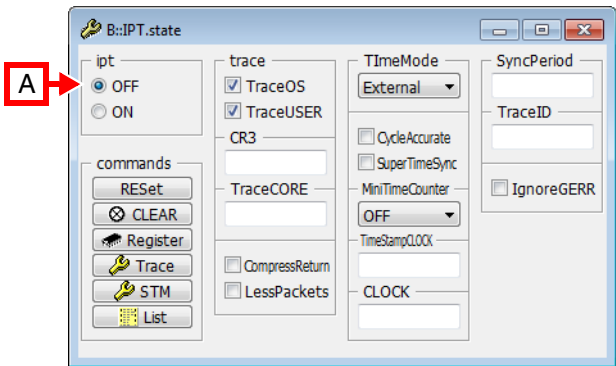 B::IPT.state
A
ipt
OFF
ON
commands
RESet
CLEAR
Register
Trace
STM
List
trace
TraceOS
TraceUSER
CR3
TraceCORE
CompressReturn
LessPackets
TImeMode
External
CycleAccurate
SuperTimeSync
MiniTimeCounter
OFF
TimeStampCLOCK
CLOCK
SyncPeriod
TraceID
IgnoreGERR